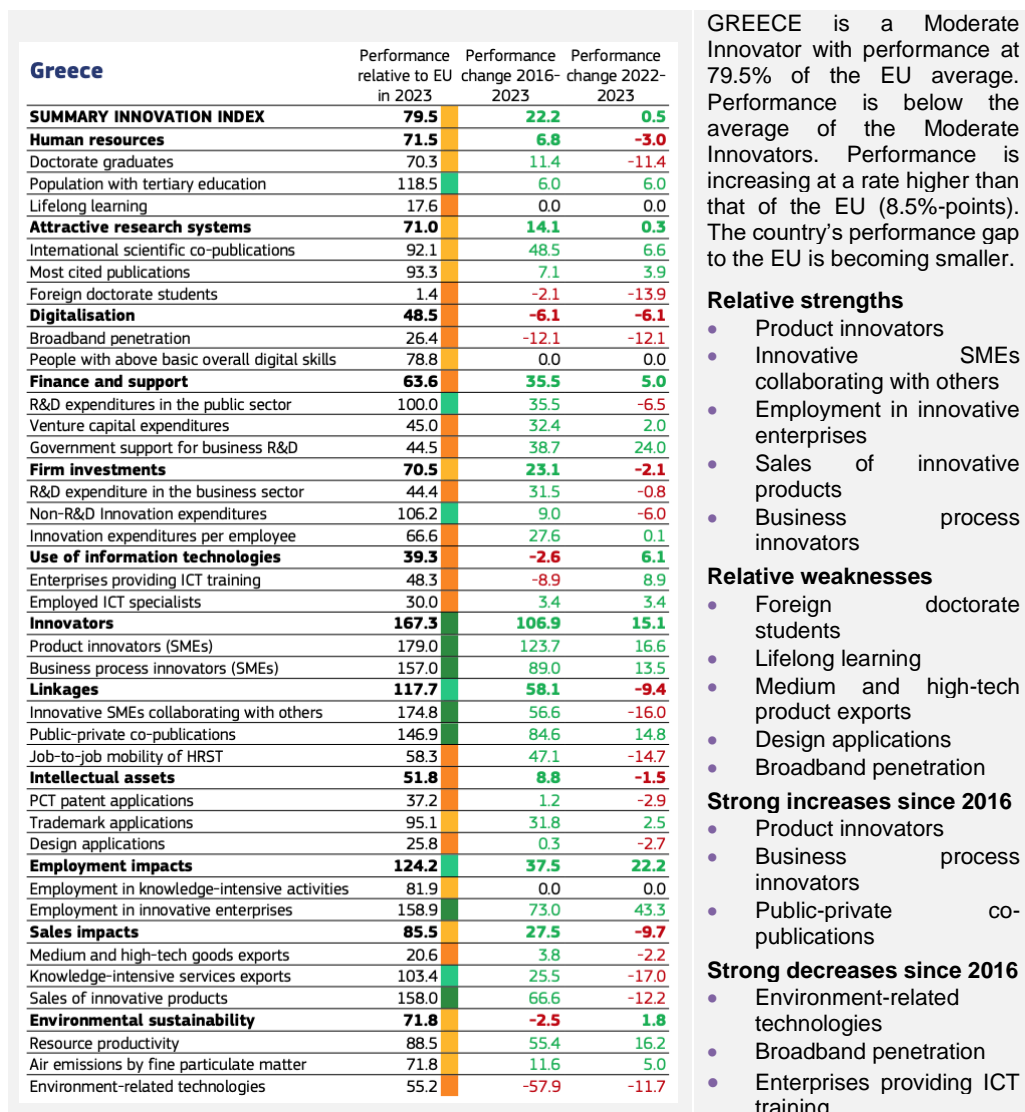 Greece
Performance relative to EU in 2023
Performance change 2016-2023
Performance change 2022-2023
SUMMARY INNOVATION INDEX 79.5 22.2 0.5
Human resources 71.5 6.8 -3.0
Doctorate graduates 70.3 11.4 -11.4
Population with tertiary education 118.5 6.0 6.0
Lifelong learning 17.6 0.0 0.0
Attractive research systems 71.0 14.1 0.3
International scientific co-publications 92.1 48.5 6.6
Most cited publications 93.3 7.1 3.9
Foreign doctorate students 1.4 -2.1 -13.9
Digitalisation 48.5 -6.1 -6.1
Broadband penetration 26.4 -12.1 -12.1
People with above basic overall digital skills 78.8 0.0 0.0
Finance and support 63.6 35.5 5.0
R&D expenditures in the public sector 100.0 35.5 -6.5
Venture capital expenditures 45.0 32.4 2.0
Government support for business R&D 44.5 38.7 24.0
Firm investments 70.5 23.1 -2.1
R&D expenditure in the business sector 44.4 31.5 -0.8
Non-R&D Innovation expenditures 106.2 9.0 -6.0
Innovation expenditures per employee 66.6 27.6 0.1
Use of information technologies 39.3 -2.6 6.1
Enterprises providing ICT training 48.3 -8.9 8.9
Employed ICT specialists 30.0 3.4 3.4
Innovators 167.3 106.9 15.1
Product innovators (SMEs) 179.0 123.7 16.6
Business process innovators (SMEs) 157.0 89.0 13.5
Linkages 117.7 58.1 -9.4
Innovative SMEs collaborating with others 174.8 56.6 -16.0
Public-private co-publications 146.9 84.6 14.8
Job-to-job mobility of HRST 58.3 47.1 -14.7
Intellectual assets 51.8 8.8 -1.5
PCT patent applications 37.2 1.2 -2.9
Trademark applications 95.1 31.8 2.5
Design applications 25.8 0.3 -2.7
Employment impacts 124.2 37.5 22.2
Employment in knowledge-intensive activities 81.9 0.0 0.0
Employment in innovative enterprises 158.9 73.0 43.3
Sales impacts 85.5 27.5 -9.7
Medium and high-tech goods exports 20.6 3.8 -2.2
Knowledge-intensive services exports 103.4 25.5 -17.0
Sales of innovative products 158.0 66.6 -12.2
Environmental sustainability 71.8 -2.5 1.8
Resource productivity 88.5 55.4 16.2
Air emissions by fine particulate matter 71.8 11.6 5.0
Environment-related technologies 55.2 -57.9 -11.7
GREECE is a Moderate
Innovator with performance at
79.5% of the EU average.
Performance is below the
average of the Moderate
Innovators. Performance is
increasing at a rate higher than
that of the EU (8.5%-points).
The country's performance gap
to the EU is becoming smaller.
Relative strengths
• Product innovators
• Innovative SMEs
collaborating with others
• Employment in innovative
enterprises
• Sales of innovative
products
• Business process
innovators
Relative weaknesses
• Foreign doctorate
students
• Lifelong learning
• Medium and high-tech
product exports
• Design applications
• Broadband penetration
Strong increases since 2016
• Product innovators
• Business process
innovators
• Public-private co-
publications
Strong decreases since 2016
• Environment-related
technologies
• Broadband penetration
• Enterprises providing ICT
training